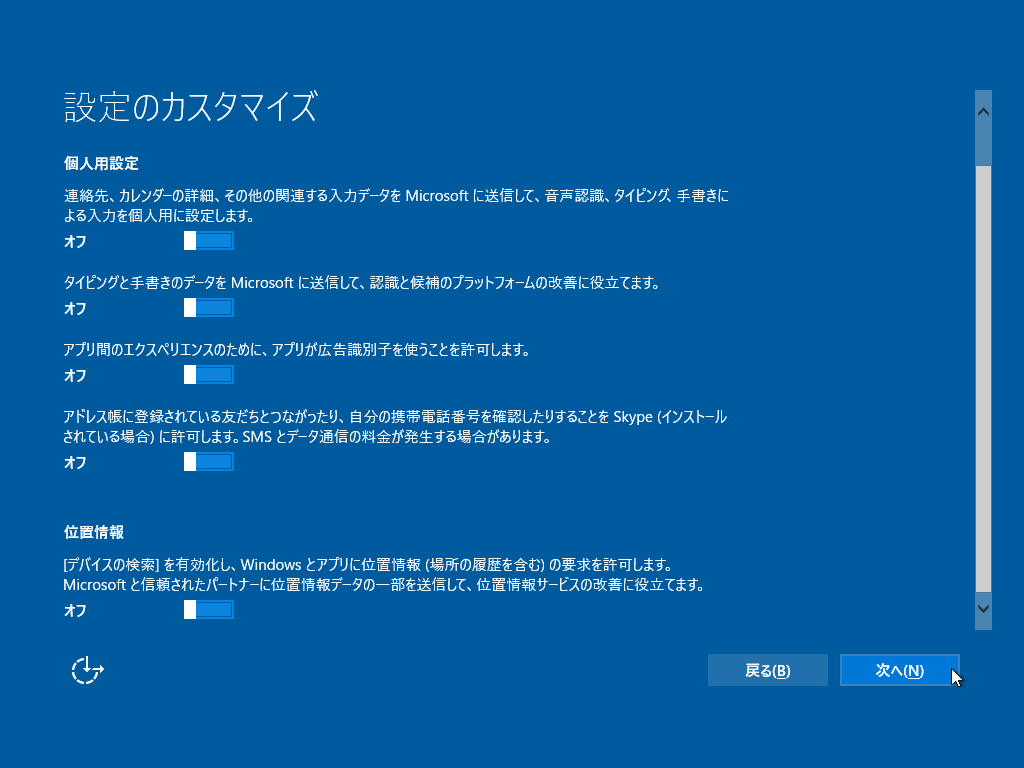 設定のカスタマイズ
個人用設定
連絡先、カレンダーの詳細、その他の関連する入力データを Microsoft に送信して、音声認識、タイピング、手書きに
よる入力を個人用に設定します。
オフ
タイピングと手書きのデータを Microsoft に送信して、認識と候補のプラットフォームの改善に役立てます。
オフ
アプリ間のエクスペリエンスのために、アプリが広告識別子を使うことを許可します。
オフ
アドレス帳に登録されている友だちとつながったり、自分の携帯電話番号を確認したりすることを Skype (インストール
されている場合) に許可します。SMS とデータ通信の料金が発生する場合があります。
オフ
位置情報
[デバイスの検索] を有効化し、Windows とアプリに位置情報 (場所の履歴を含む) の要求を許可します。
Microsoft と信頼されたパートナーに位置情報データの一部を送信して、位置情報サービスの改善に役立てます。
オフ
戻る(B) 次へ(N)